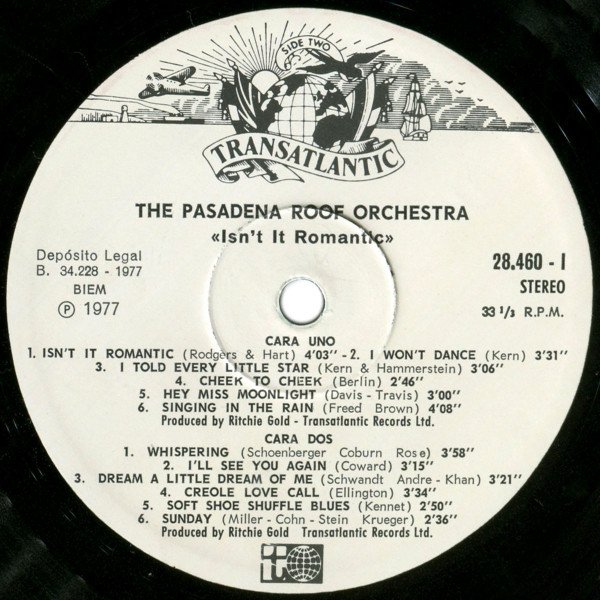 SIDE TWO
TRANSATLANTIC
THE PASADENA ROOF ORCHESTRA
«Isn't It Romantic»
Depósito Legal
B. 34.228 - 1977
BIEM
Ⓟ 1977
28.460 - I
STEREO
33 1/3 R.P.M.
CARA UNO
1. ISN'T IT ROMANTIC (Rodgers & Hart) 4'03'' - 2. I WON'T DANCE (Kern) 3'31''
3. I TOLD EVERY LITTLE STAR (Kern & Hammerstein) 3'06''
4. CHEEK TO CHEEK (Berlin) 2'46''
5. HEY MISS MOONLIGHT (Davis - Travis) 3'00''
6. SINGING IN THE RAIN (Freed Brown) 4'08''
Produced by Ritchie Gold - Transatlantic Records Ltd.
CARA DOS
1. WHISPERING (Schoenberger Coburn Rose) 3'58''
2. I'LL SEE YOU AGAIN (Coward) 3'15''
3. DREAM A LITTLE DREAM OF ME (Schwandt Andre - Khan) 3'21''
4. CREOLE LOVE CALL (Ellington) 3'34''
5. SOFT SHOE SHUFFLE BLUES (Kennet) 2'50''
6. SUNDAY (Miller - Cohn - Stein Krueger) 2'36''
Produced by Ritchie Gold Transatlantic Records Ltd.